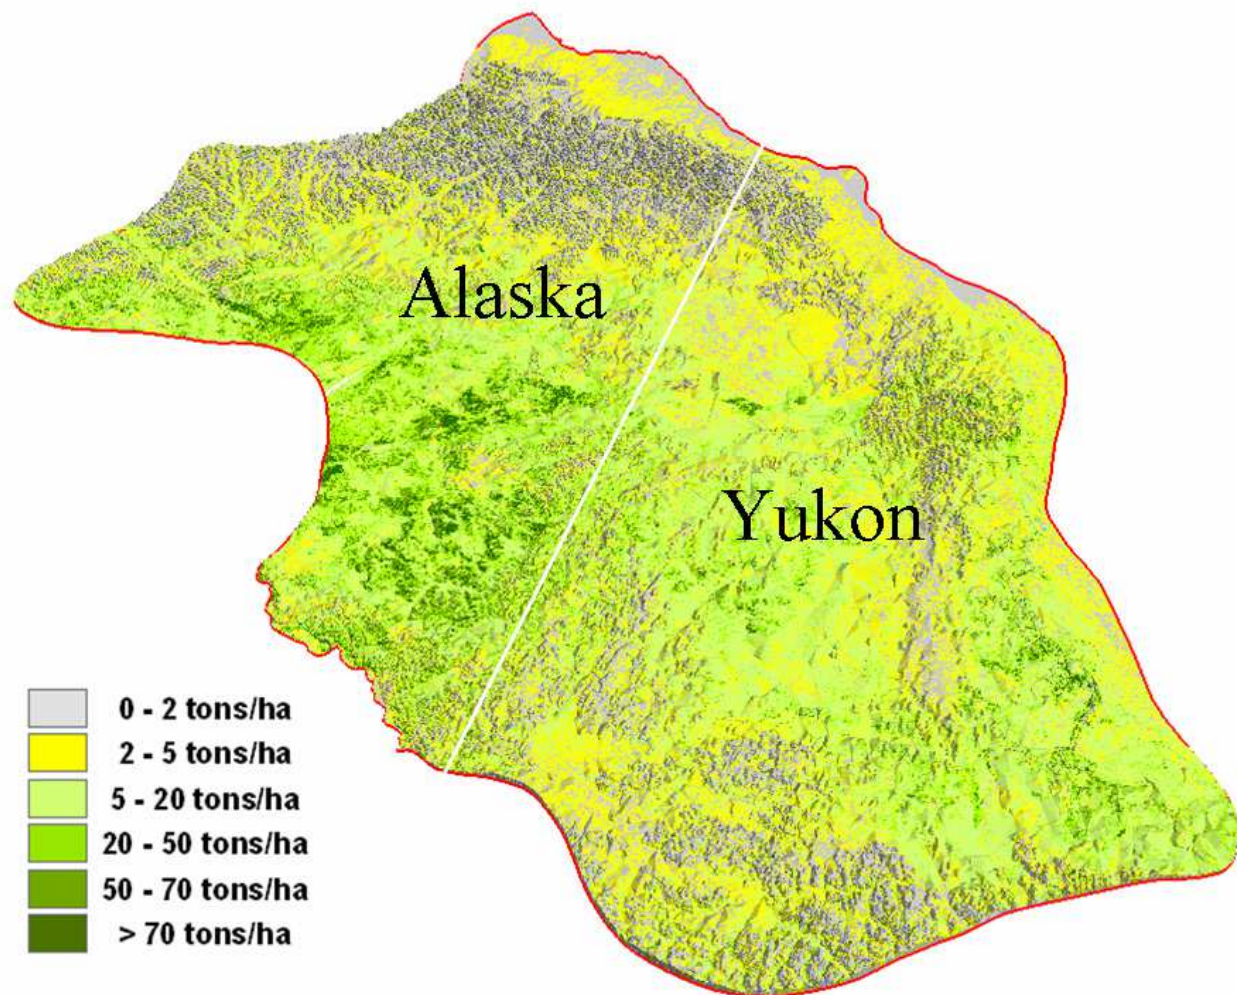 Alaska
Yukon
0 - 2 tons/ha
2 - 5 tons/ha
5 - 20 tons/ha
20 - 50 tons/ha
50 - 70 tons/ha
> 70 tons/ha